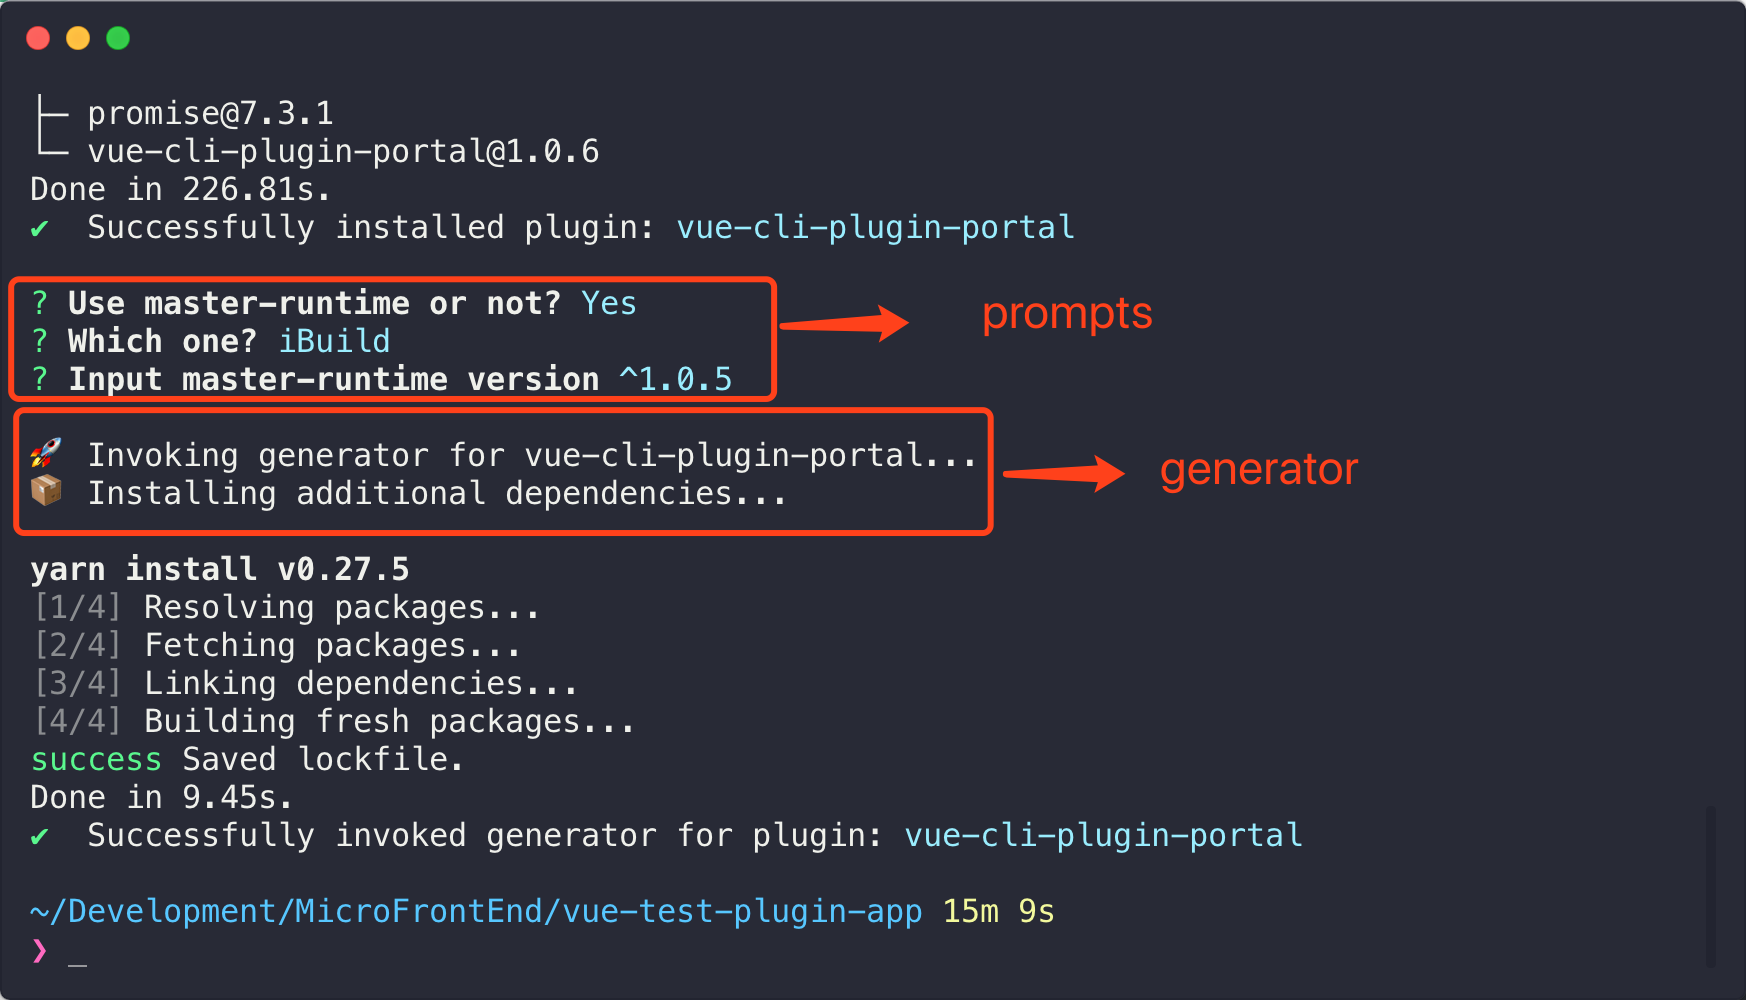 ├─ promise@7.3.1
└─ vue-cli-plugin-portal@1.0.6
Done in 226.81s.
✔  Successfully installed plugin: vue-cli-plugin-portal
? Use master-runtime or not? Yes
? Which one? iBuild
? Input master-runtime version ^1.0.5
prompts
🚀  Invoking generator for vue-cli-plugin-portal...
📦  Installing additional dependencies...
generator
yarn install v0.27.5
[1/4] Resolving packages...
[2/4] Fetching packages...
[3/4] Linking dependencies...
[4/4] Building fresh packages...
success Saved lockfile.
Done in 9.45s.
✔  Successfully invoked generator for plugin: vue-cli-plugin-portal
~/Development/MicroFrontEnd/vue-test-plugin-app 15m 9s
❯ _